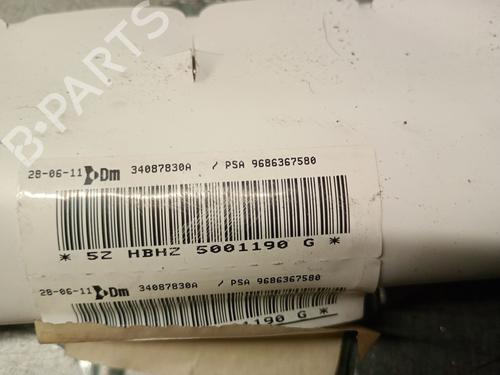 B-PARTS
28-06-11 Dm 34087830A / PSA 9686367580
* 5Z HBHZ 5001190 G *
28-06-11 Dm 34087830A / PSA 9686367580
1190 G *